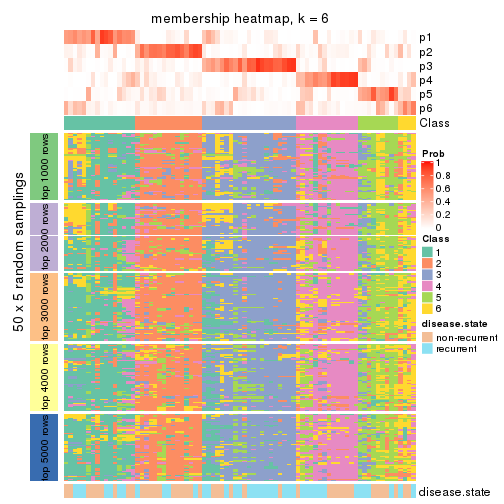 membership heatmap, k = 6
p1
p2
p3
p4
p5
p6
Class
50 x 5 random samplings
top 1000 rows
top 2000 rows
top 3000 rows
top 4000 rows
top 5000 rows
Prob
1
0.8
0.6
0.4
0.2
0
Class
1
2
3
4
5
6
disease.state
non-recurrent
recurrent
disease.state